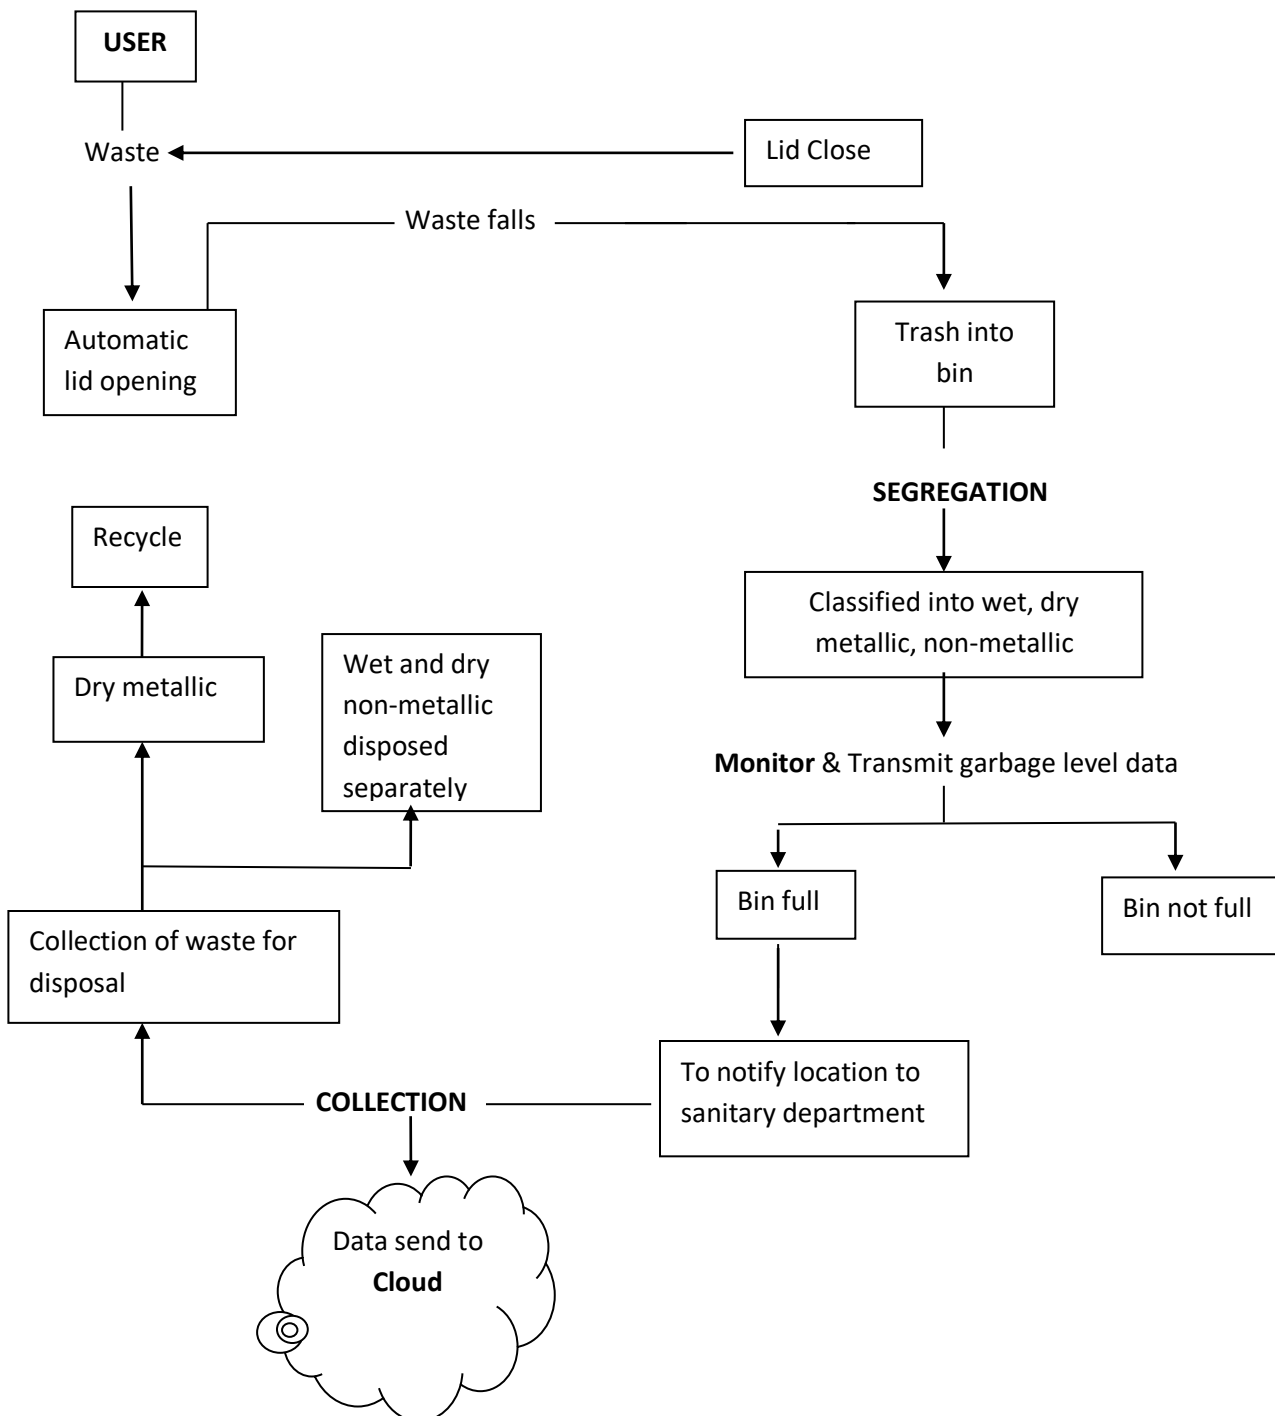 USER
Waste
Lid Close
Waste falls
Automatic
lid opening
Trash into
bin
SEGREGATION
Recycle
Classified into wet, dry
metallic, non-metallic
Dry metallic
Wet and dry
non-metallic
disposed
separately
Monitor & Transmit garbage level data
Bin full
Bin not full
Collection of waste for
disposal
To notify location to
sanitary department
COLLECTION
Data send to
Cloud